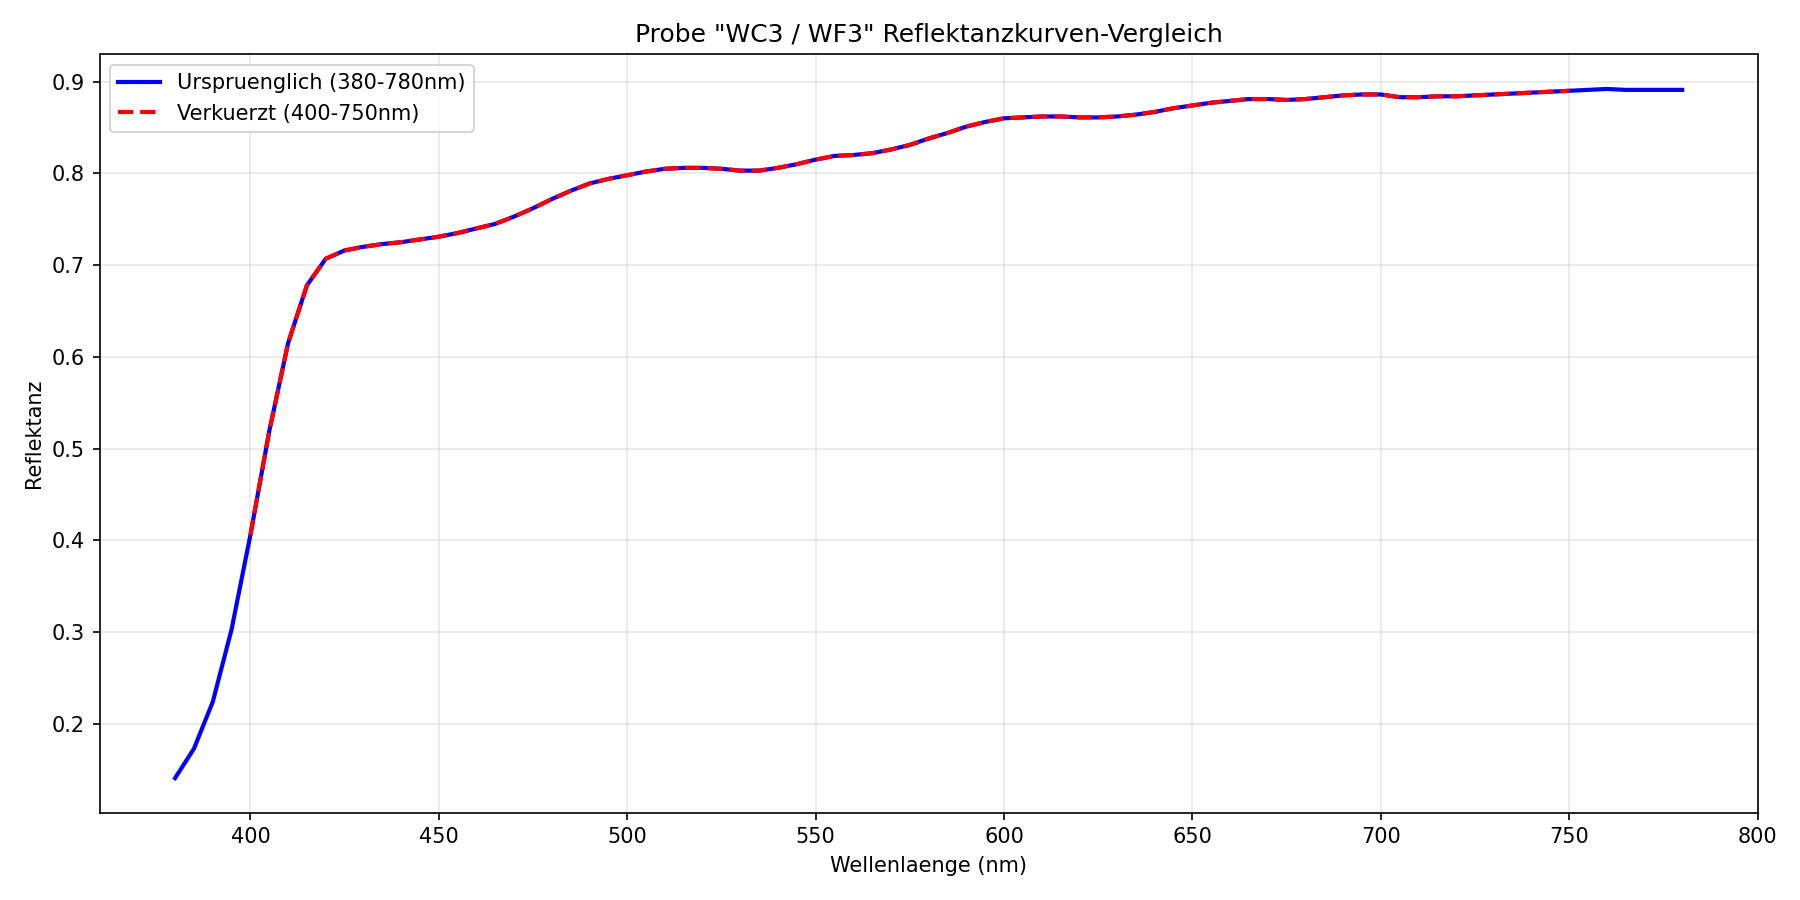 Probe "WC3 / WF3" Reflektanzkurven-Vergleich
Urspruenglich (380-780nm)
Verkuerzt (400-750nm)
Reflektanz
0.9
0.8
0.7
0.6
0.5
0.4
0.3
0.2
400 450 500 550 600 650 700 750 800
Wellenlaenge (nm)